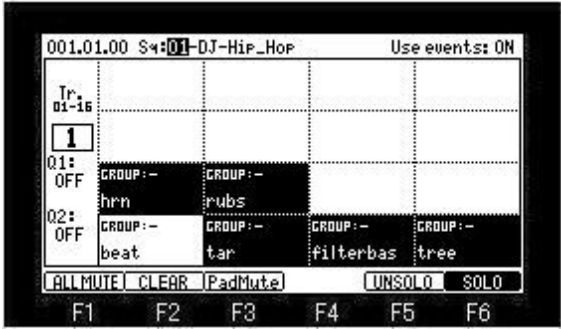 001.01.00 Sq:01-DJ-Hip_Hop Use events: ON
Tr.
01-16
1
Q1:
OFF
GROUP:- GROUP:-
hrn rubs
Q2:
OFF
GROUP:- GROUP:- GROUP:- GROUP:-
beat tar filterbas tree
ALL MUTE CLEAR PadMute UNSOLO SOLO
F1 F2 F3 F4 F5 F6